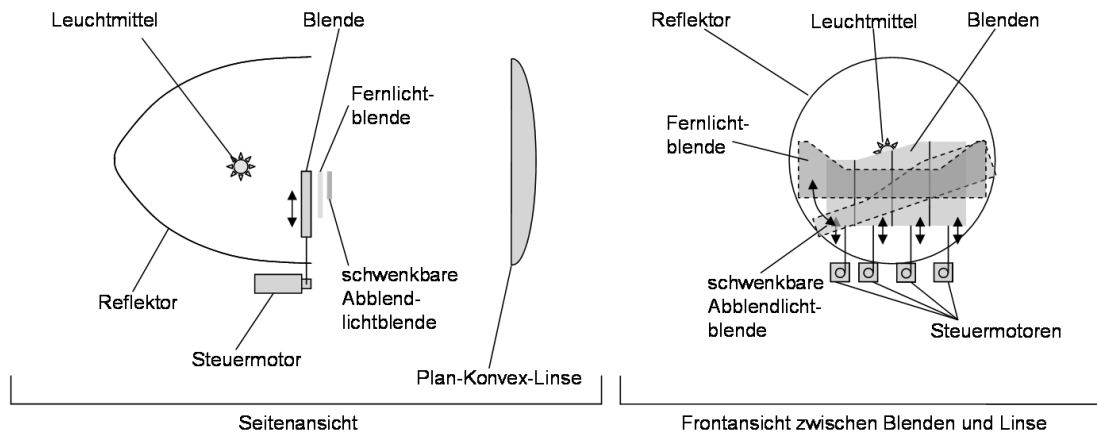 Leuchtmittel
Blende
Fernlicht-
blende
schwenkbare
Abblend-
lichtblende
Reflektor
Steuermotor
Plan-Konvex-Linse
Seitenansicht
Reflektor
Leuchtmittel
Blenden
Fernlicht-
blende
schwenkbare
Abblendlicht-
blende
Steuermotoren
Frontansicht zwischen Blenden und Linse